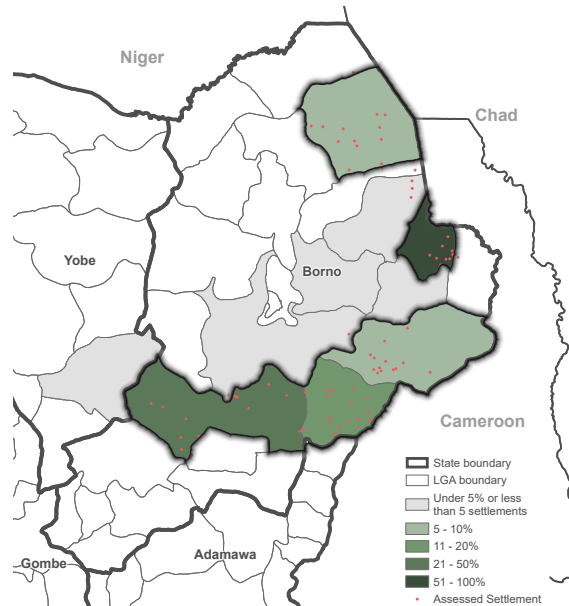 Niger
Chad
Yobe
Borno
Cameroon
State boundary
LGA boundary
Under 5% or less
than 5 settlements
5 - 10%
11 - 20%
21 - 50%
51 - 100%
Assessed Settlement
Gombe
Adamawa